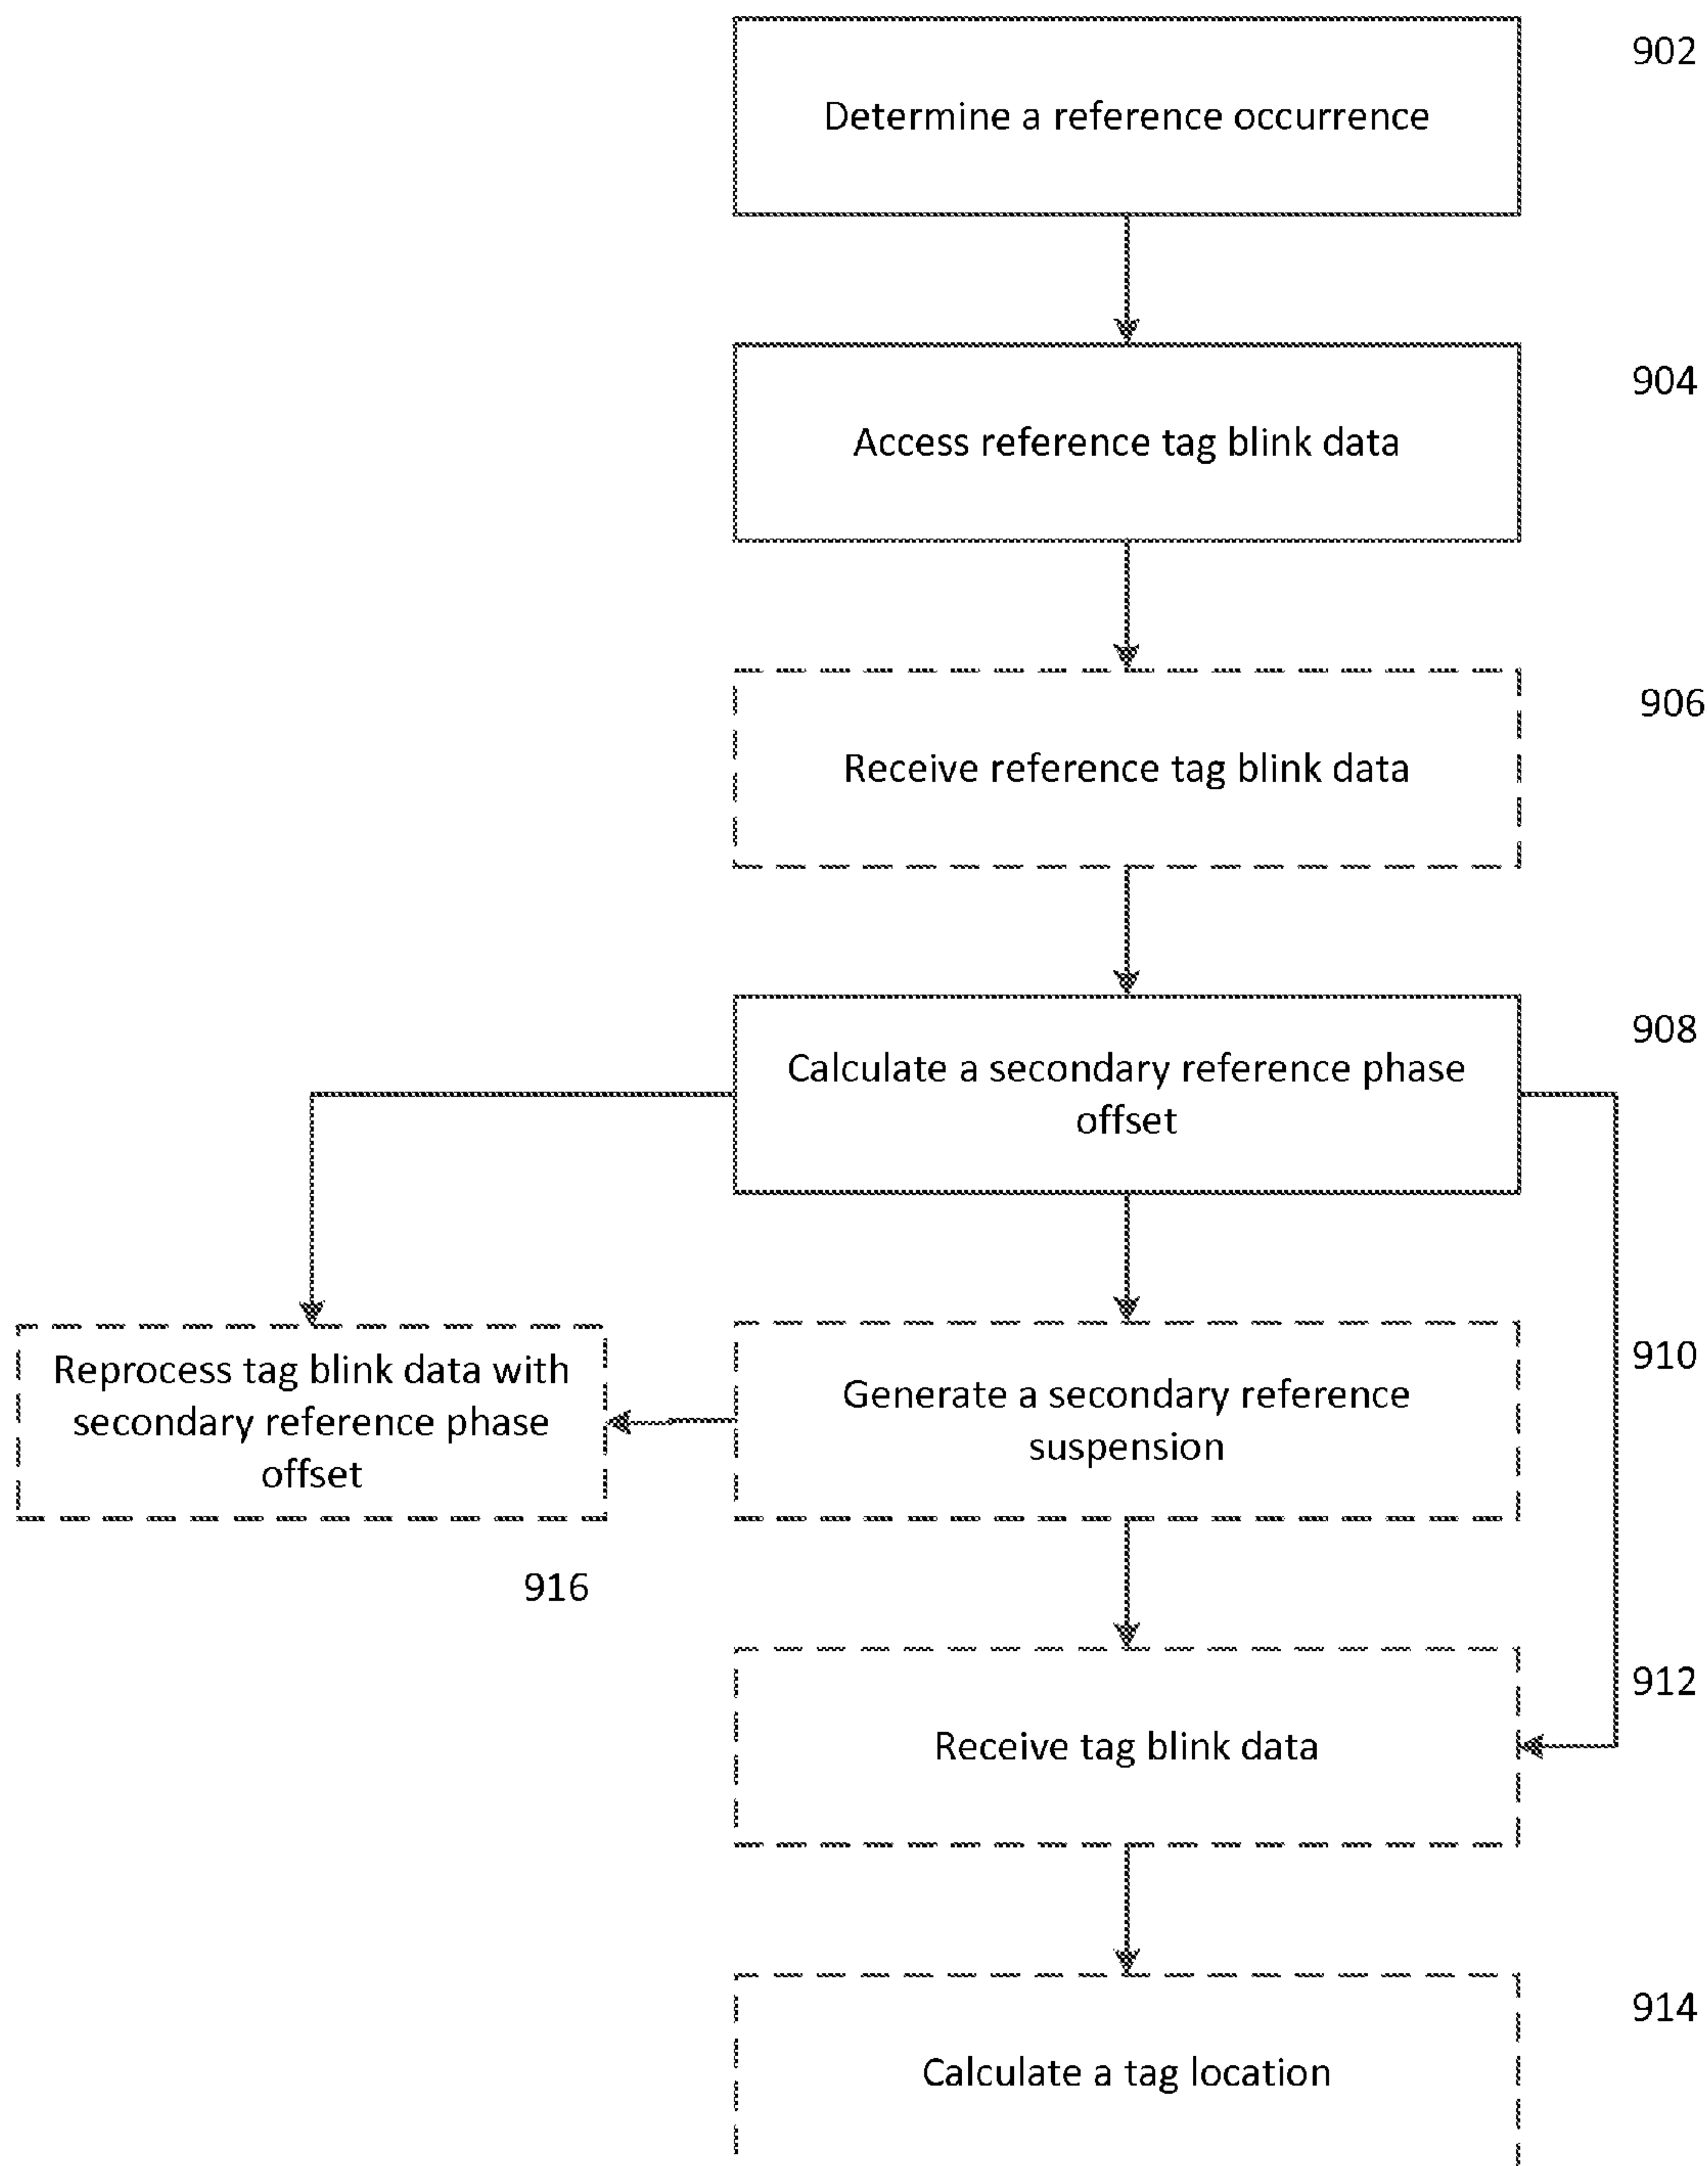 902
Determine a reference occurrence
904
Access reference tag blink data
906
Receive reference tag blink data
908
Calculate a secondary reference phase
offset
910
Reprocess tag blink data with
secondary reference phase
offset
Generate a secondary reference
suspension
916
912
Receive tag blink data
914
Calculate a tag location